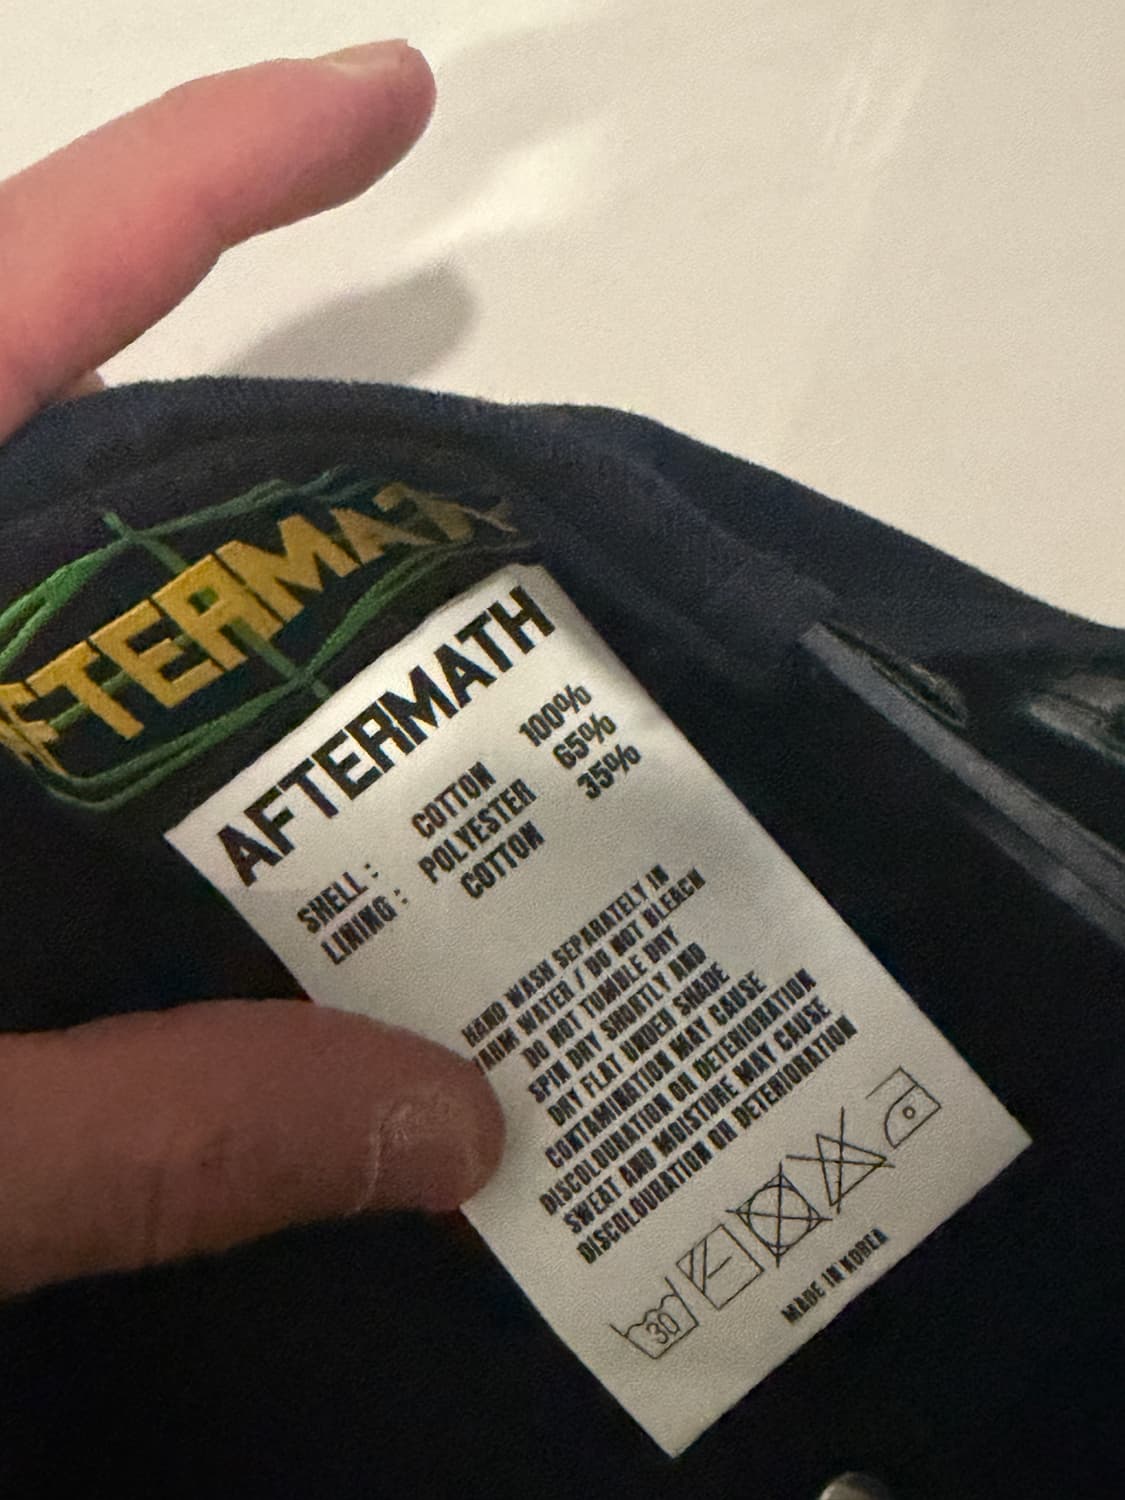 AFTERMATH
AFTERMATH
SHELL : COTTON 100%
LINING : POLYESTER 65%
COTTON 35%
HAND WASH SEPARATELY IN
WARM WATER / DO NOT BLEACH
DO NOT TUMBLE DRY
SPIN DRY SHORTLY AND
DRY FLAT UNDER SHADE
CONTAMINATION MAY CAUSE
DISCOLOURATION OR DETERIORATION
SWEAT AND MOISTURE MAY CAUSE
DISCOLOURATION OR DETERIORATION
30
MADE IN KOREA